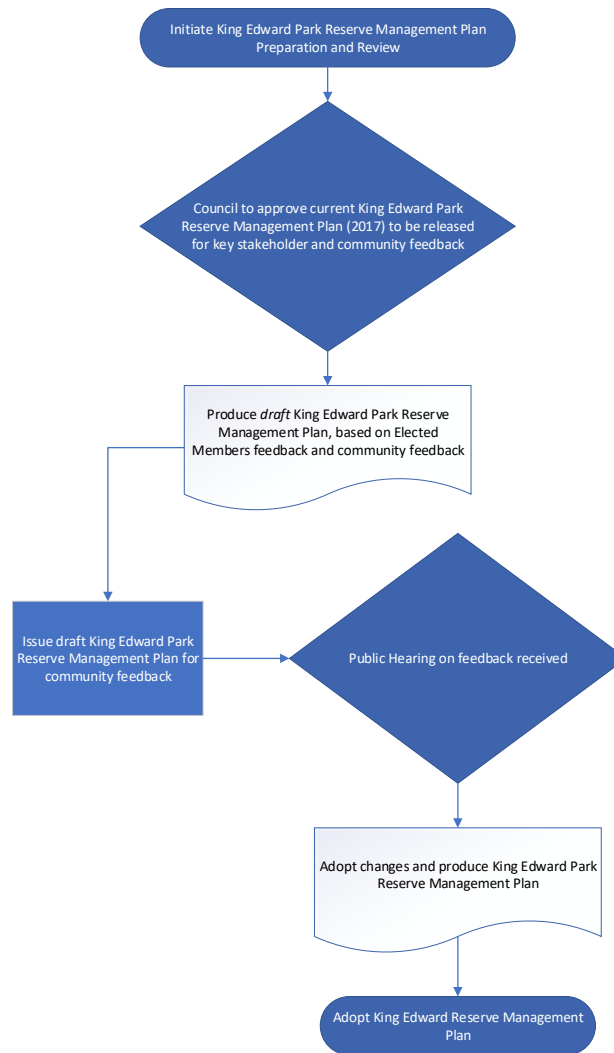 Initiate King Edward Park Reserve Management Plan
Preparation and Review
Council to approve current King Edward Park
Reserve Management Plan (2017) to be released
for key stakeholder and community feedback
Produce draft King Edward Park Reserve
Management Plan, based on Elected
Members feedback and community feedback
Issue draft King Edward Park
Reserve Management Plan for
community feedback
Public Hearing on feedback received
Adopt changes and produce King Edward Park
Reserve Management Plan
Adopt King Edward Reserve Management
Plan